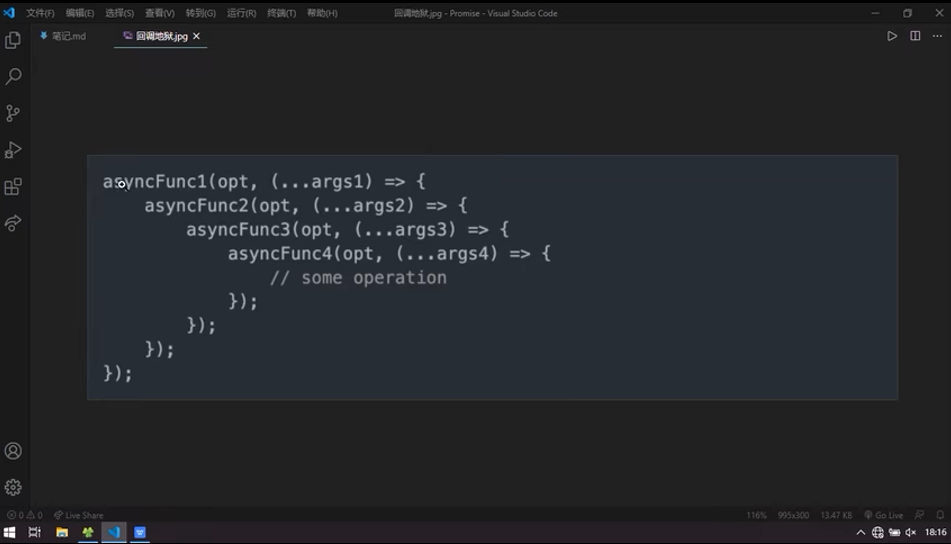 文件(F) 编辑(E) 选择(S) 查看(V) 转到(G) 运行(R) 终端(T) 帮助(H) 回调地狱.jpg - Promise - Visual Studio Code
笔记.md 回调地狱.jpg
asyncFunc1(opt, (...args1) => {
asyncFunc2(opt, (...args2) => {
asyncFunc3(opt, (...args3) => {
asyncFunc4(opt, (...args4) => {
// some operation
});
});
});
});
0 0 Live Share 116% 995x300 13.47 KB Go Live
18:16